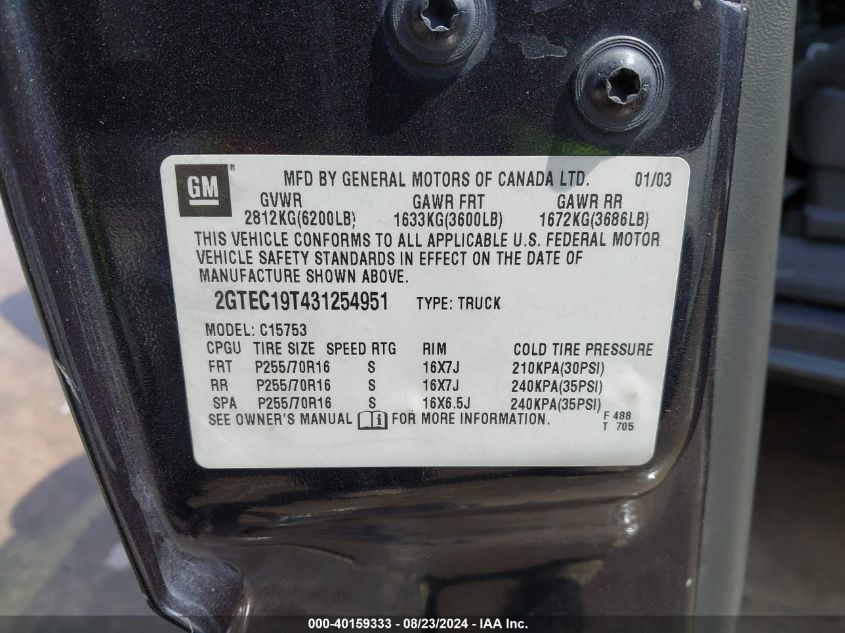 GM ® MFD BY GENERAL MOTORS OF CANADA LTD. 01/03
GVWR GAWR FRT GAWR RR
2812KG(6200LB) 1633KG(3600LB) 1672KG(3686LB)
THIS VEHICLE CONFORMS TO ALL APPLICABLE U.S. FEDERAL MOTOR
VEHICLE SAFETY STANDARDS IN EFFECT ON THE DATE OF
MANUFACTURE SHOWN ABOVE.
2GTEC19T431254951 TYPE: TRUCK
MODEL: C15753
CPGU TIRE SIZE SPEED RTG RIM COLD TIRE PRESSURE
FRT P255/70R16 S 16X7J 210KPA(30PSI)
RR P255/70R16 S 16X7J 240KPA(35PSI)
SPA P255/70R16 S 16X6.5J 240KPA(35PSI)
SEE OWNER'S MANUAL i FOR MORE INFORMATION. F 488
T 705
000-40159333 - 08/23/2024 - IAA Inc.